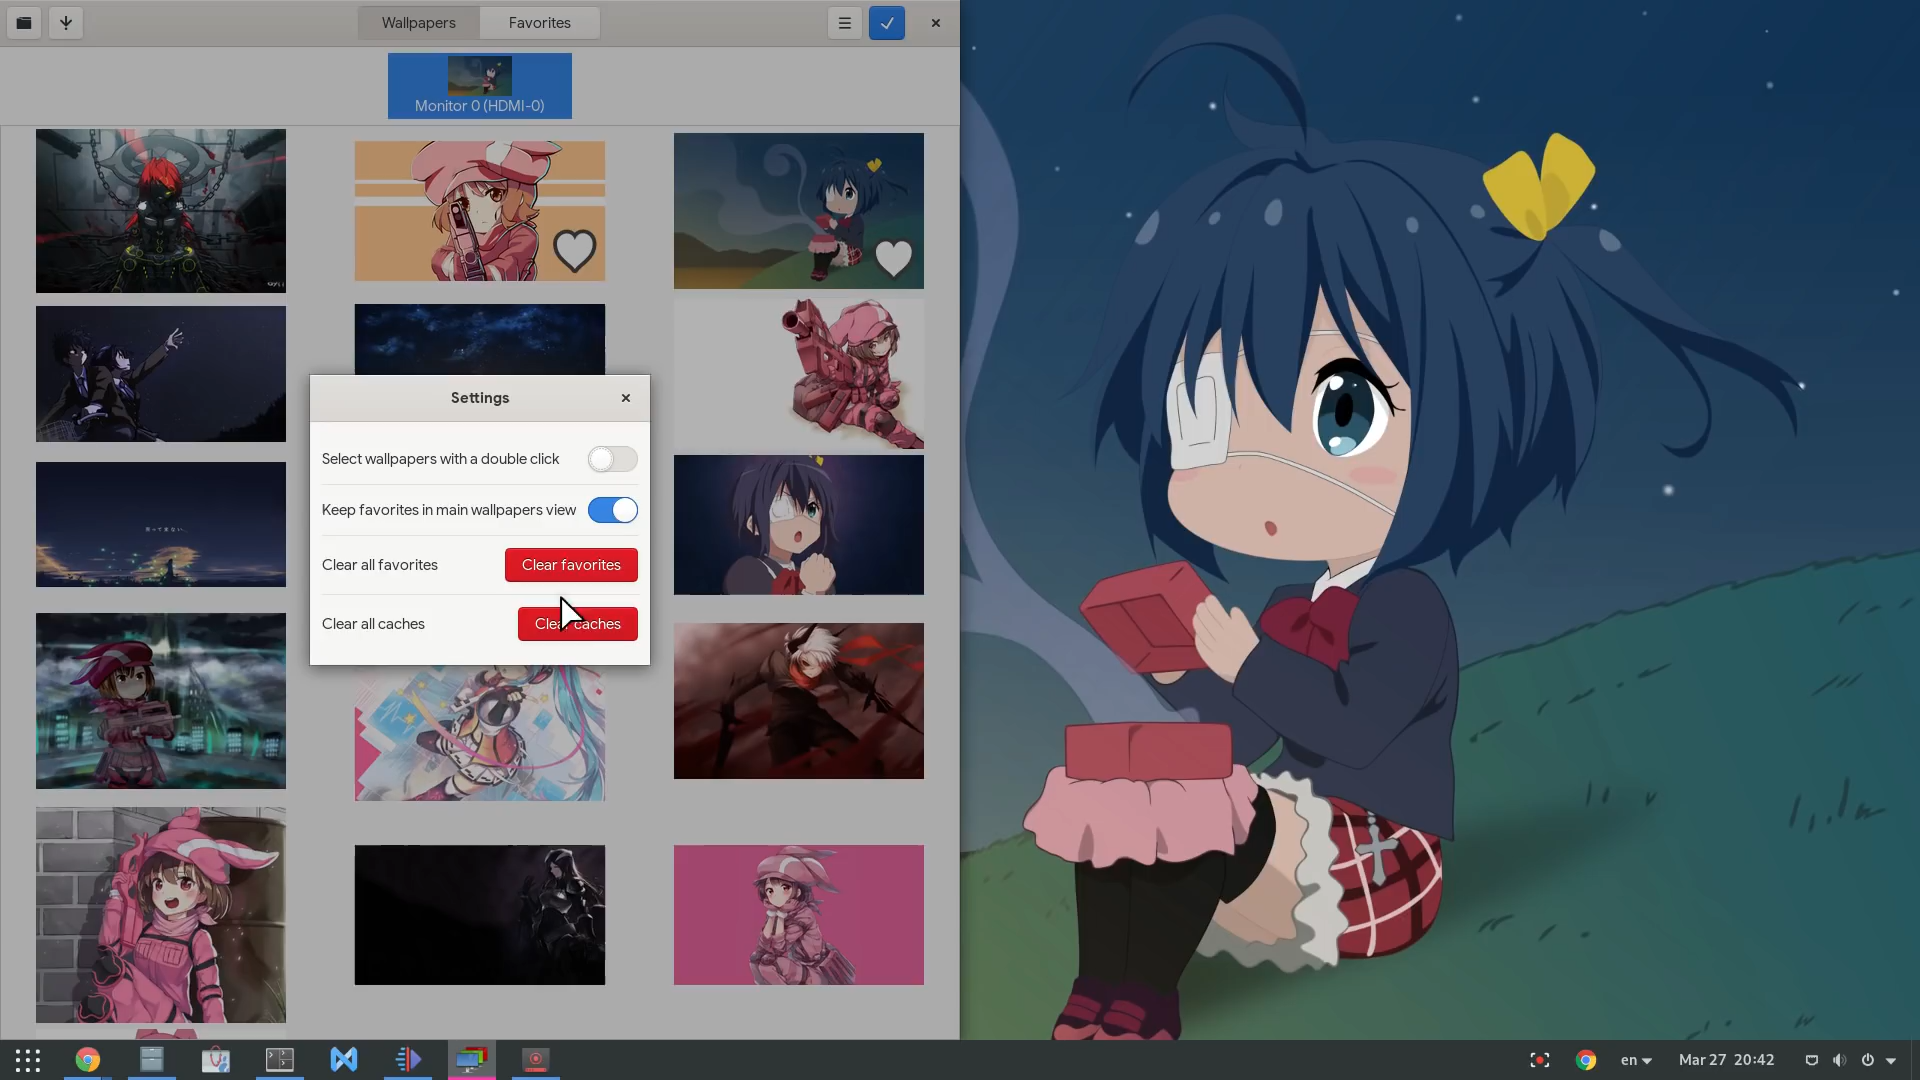 Wallpapers
Favorites
Monitor 0 (HDMI-0)
Settings
Select wallpapers with a double click
Keep favorites in main wallpapers view
Clear all favorites
Clear favorites
Clear all caches
Clear caches
en
Mar 27 20:42